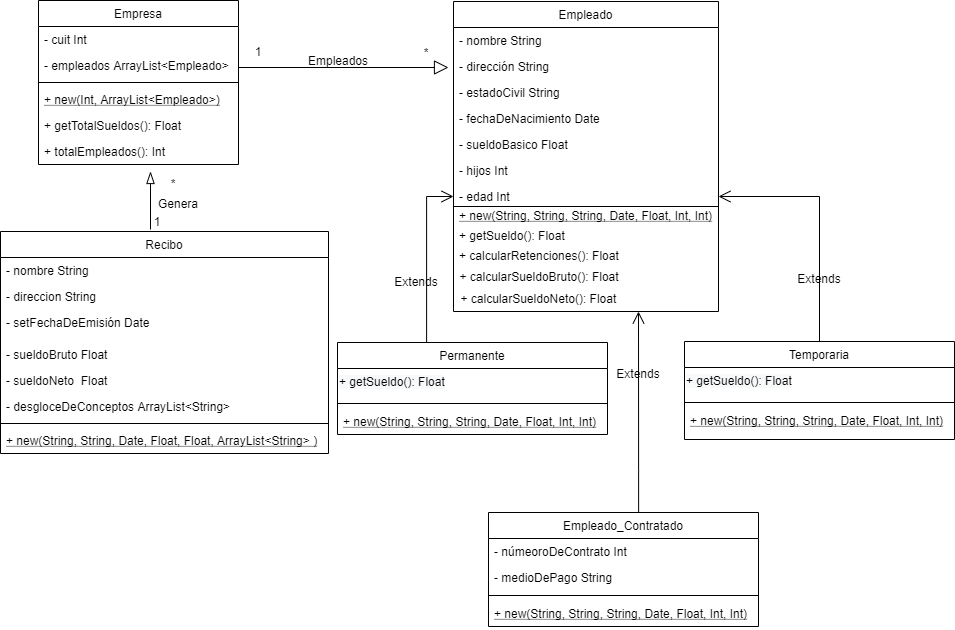 Empresa
- cuit Int
- empleados ArrayList<Empleado>
+ new(Int, ArrayList<Empleado>)
+ getTotalSueldos(): Float
+ totalEmpleados(): Int
1
Empleados
*
Empleado
- nombre String
- dirección String
- estadoCivil String
- fechaDeNacimiento Date
- sueldoBasico Float
- hijos Int
- edad Int
+ new(String, String, String, Date, Float, Int, Int)
+ getSueldo(): Float
+ calcularRetenciones(): Float
+ calcularSueldoBruto(): Float
+ calcularSueldoNeto(): Float
*
Genera
1
Recibo
- nombre String
- direccion String
- setFechaDeEmisión Date
- sueldoBruto Float
- sueldoNeto Float
- desgloceDeConceptos ArrayList<String>
+ new(String, String, Date, Float, Float, ArrayList<String> )
Extends
Permanente
+ getSueldo(): Float
+ new(String, String, String, Date, Float, Int, Int)
Extends
Extends
Temporaria
+ getSueldo(): Float
+ new(String, String, String, Date, Float, Int, Int)
Empleado_Contratado
- númeoroDeContrato Int
- medioDePago String
+ new(String, String, String, Date, Float, Int, Int)